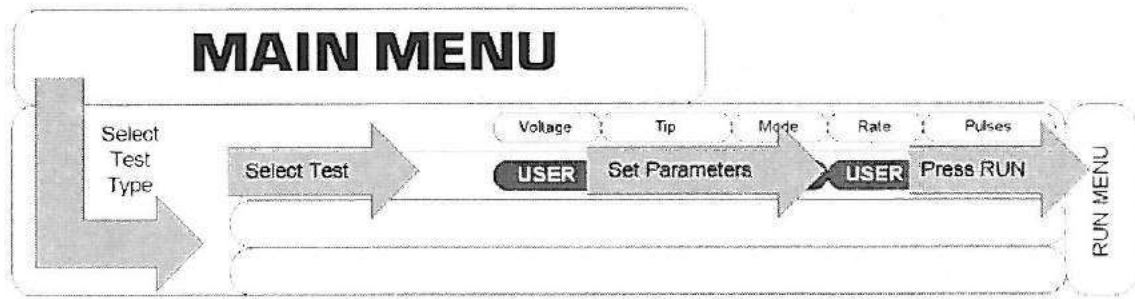 MAIN MENU
Select
Test
Type
Select Test
Voltage Tip Mode Rate Pulses
USER Set Parameters USER Press RUN
RUN MENU